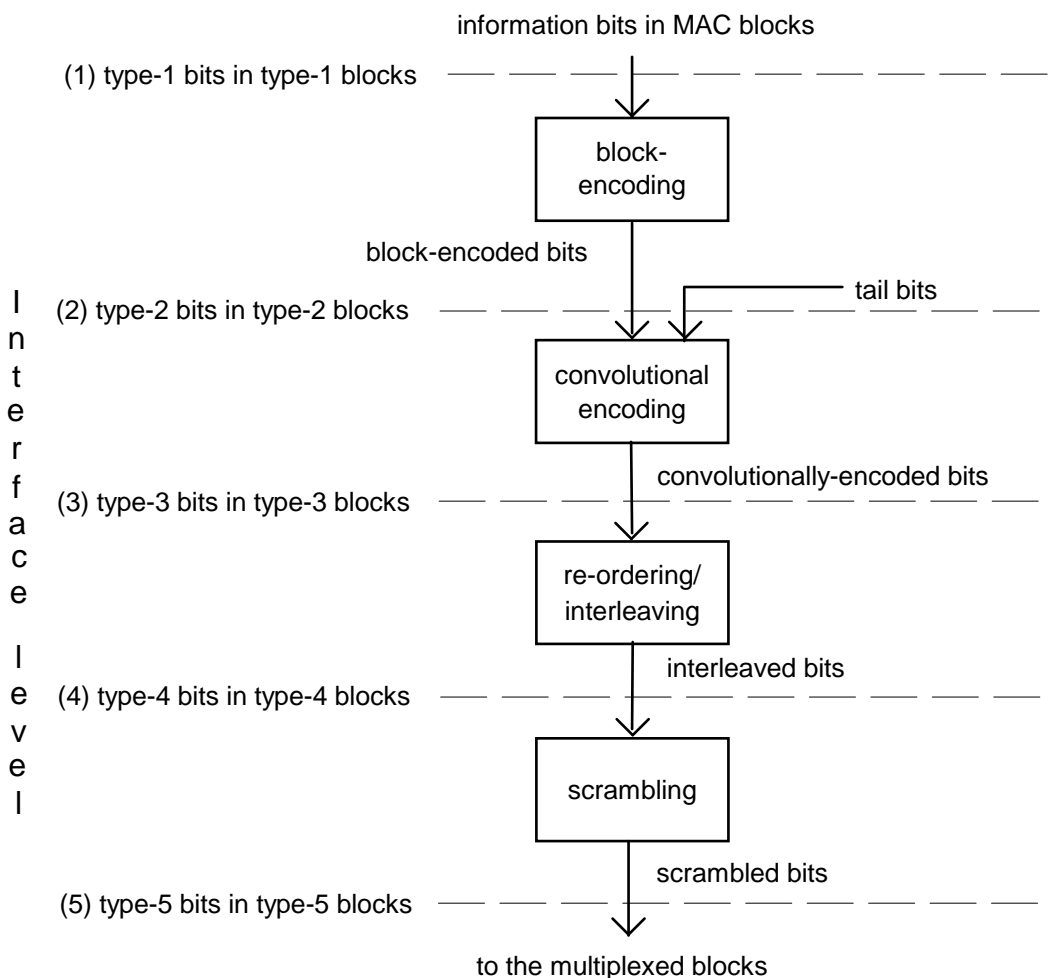 information bits in MAC blocks
(1) type-1 bits in type-1 blocks
block-
encoding
block-encoded bits
tail bits
(2) type-2 bits in type-2 blocks
convolutional
encoding
convolutionally-encoded bits
(3) type-3 bits in type-3 blocks
re-ordering/
interleaving
interleaved bits
(4) type-4 bits in type-4 blocks
scrambling
scrambled bits
(5) type-5 bits in type-5 blocks
to the multiplexed blocks
Interface level